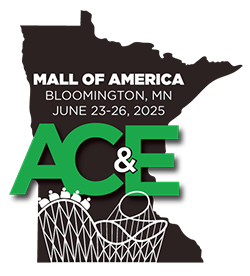 MALL OF AMERICA
BLOOMINGTON, MN
JUNE 23-26, 2025
AC&E